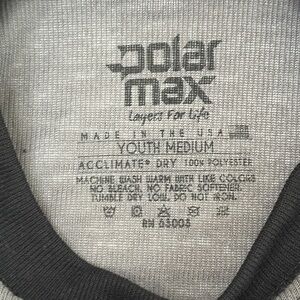 polar
max
Layers For Life
MADE IN THE USA
YOUTH MEDIUM
ACCLIMATE® DRY 100% POLYESTER
MACHINE WASH WARM WITH LIKE COLORS
NO BLEACH. NO FABRIC SOFTENER.
TUMBLE DRY LOW. DO NOT IRON.
RN 63005